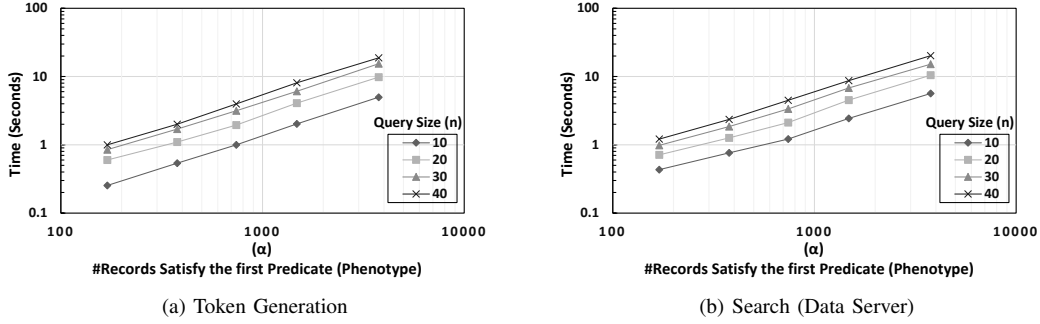 100
10
1
0.1
Time (Seconds)
Query Size (n)
10
20
30
40
100
1000
10000
(α)
#Records Satisfy the first Predicate (Phenotype)
(a) Token Generation
100
10
1
0.1
Time (Seconds)
Query Size (n)
10
20
30
40
100
1000
10000
(α)
#Records Satisfy the first Predicate (Phenotype)
(b) Search (Data Server)